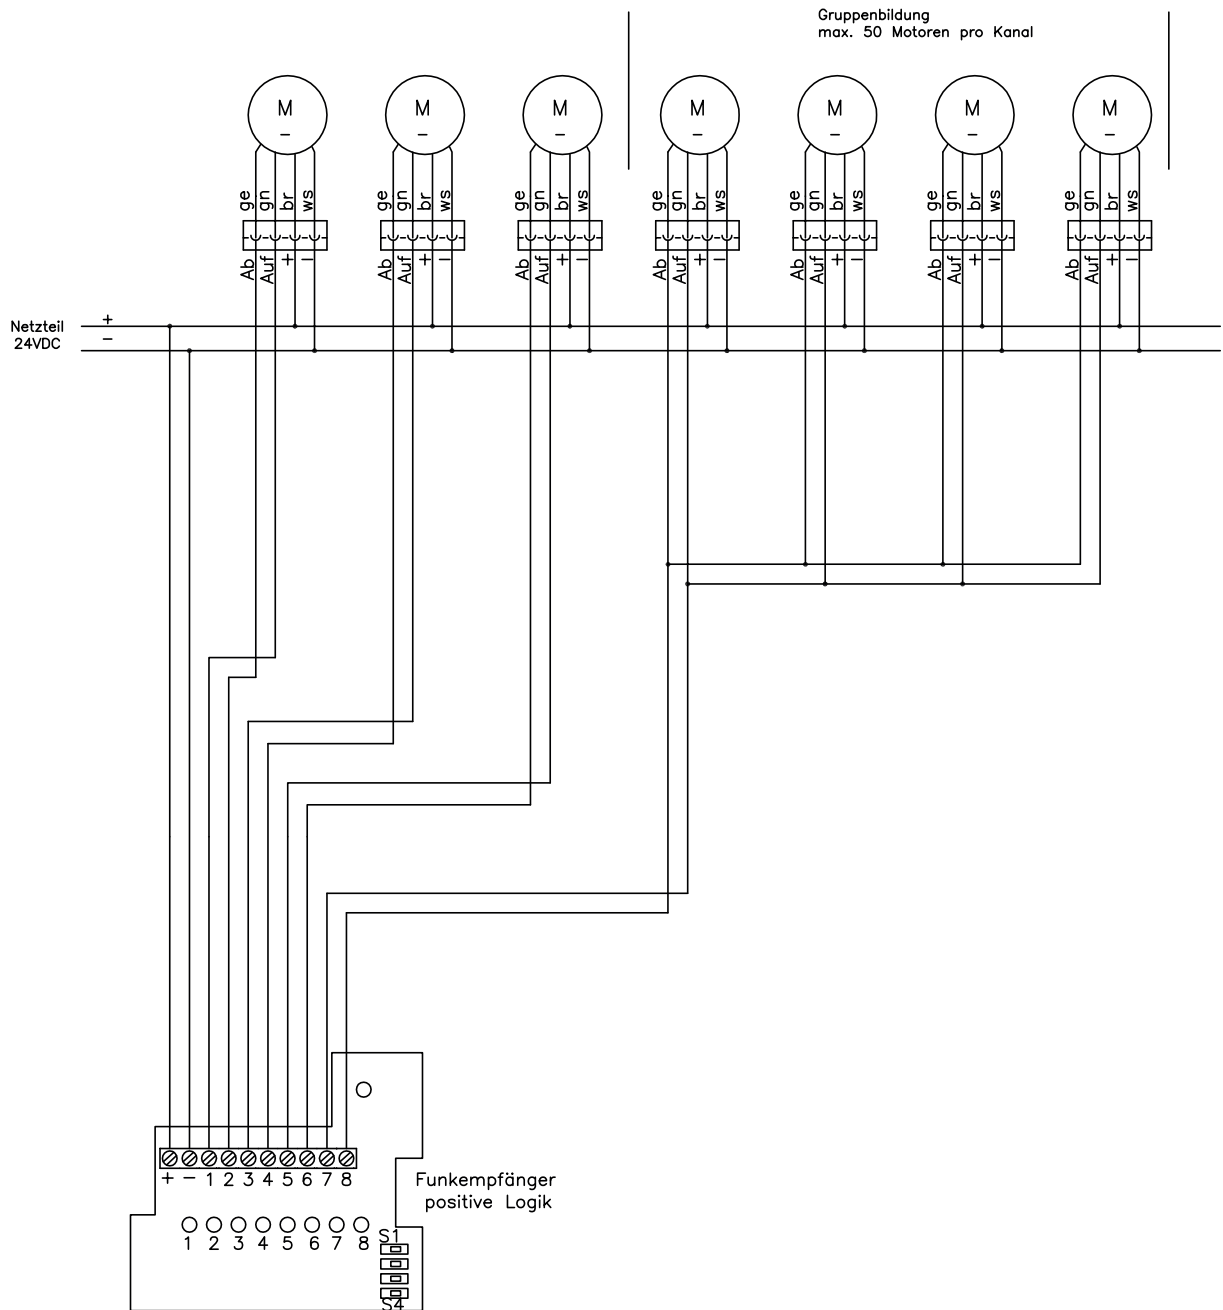 Gruppenbildung
max. 50 Motoren pro Kanal
M M M M M M M
– – – – – – –
ge gn br ws ge gn br ws ge gn br ws ge gn br ws ge gn br ws ge gn br ws ge gn br ws
Ab Auf + – Ab Auf + – Ab Auf + – Ab Auf + – Ab Auf + – Ab Auf + – Ab Auf + –
Netzteil +
24VDC –
+ – 1 2 3 4 5 6 7 8
Funkempfänger
positive Logik
1 2 3 4 5 6 7 8
S1
S4